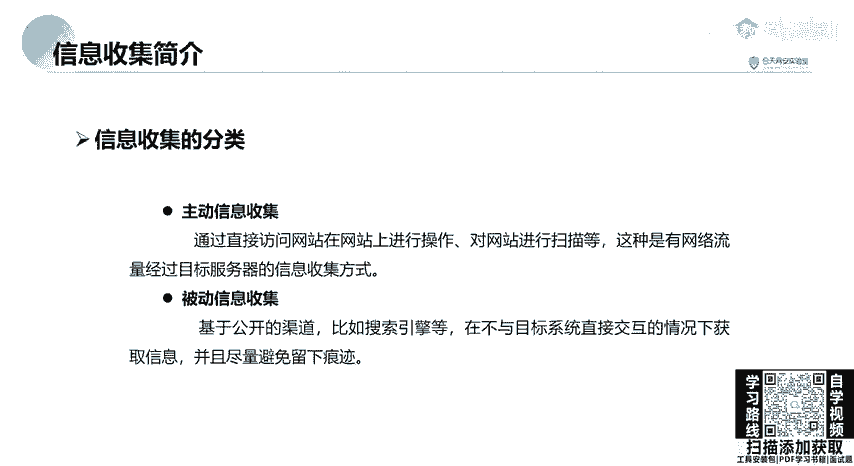 信息收集简介
合天网安实验室
➢ 信息收集的分类
● 主动信息收集
通过直接访问网站在网站上进行操作、对网站进行扫描等，这种是有网络流
量经过目标服务器的信息收集方式。
● 被动信息收集
基于公开的渠道，比如搜索引擎等，在不与目标系统直接交互的情况下获
取信息，并且尽量避免留下痕迹。
学习路线
自学视频
扫描添加获取
工具安装包|PDF学习书籍|面试题